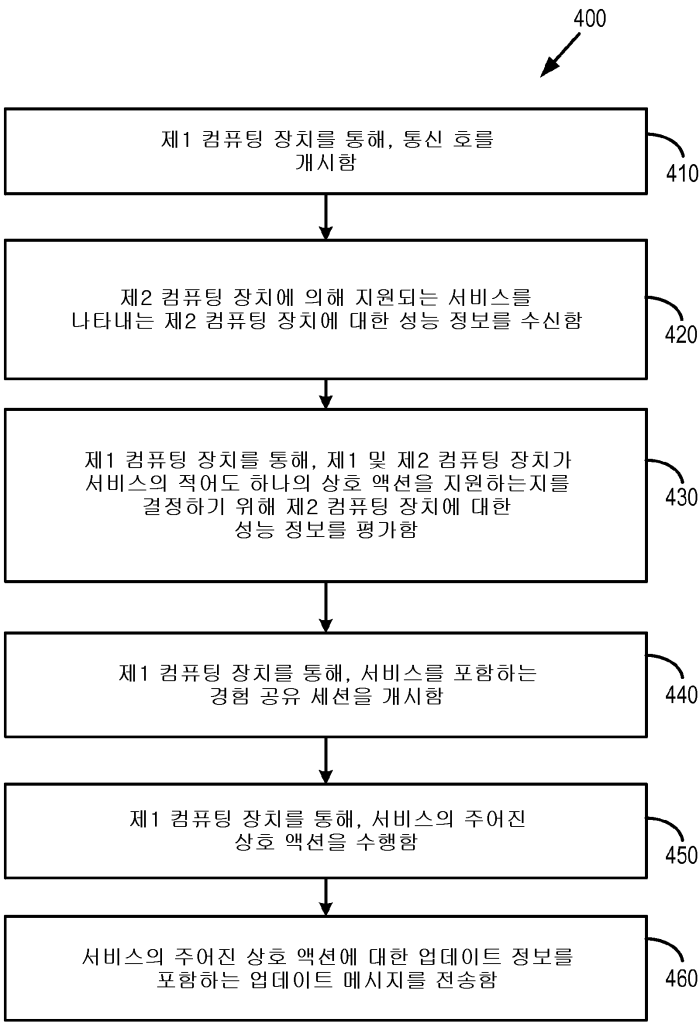 400
제1 컴퓨팅 장치를 통해, 통신 호를
개시함
410
제2 컴퓨팅 장치에 의해 지원되는 서비스를
나타내는 제2 컴퓨팅 장치에 대한 성능 정보를 수신함
420
제1 컴퓨팅 장치를 통해, 제1 및 제2 컴퓨팅 장치가
서비스의 적어도 하나의 상호 액션을 지원하는지를
결정하기 위해 제2 컴퓨팅 장치에 대한
성능 정보를 평가함
430
제1 컴퓨팅 장치를 통해, 서비스를 포함하는
경험 공유 세션을 개시함
440
제1 컴퓨팅 장치를 통해, 서비스의 주어진
상호 액션을 수행함
450
서비스의 주어진 상호 액션에 대한 업데이트 정보를
포함하는 업데이트 메시지를 전송함
460